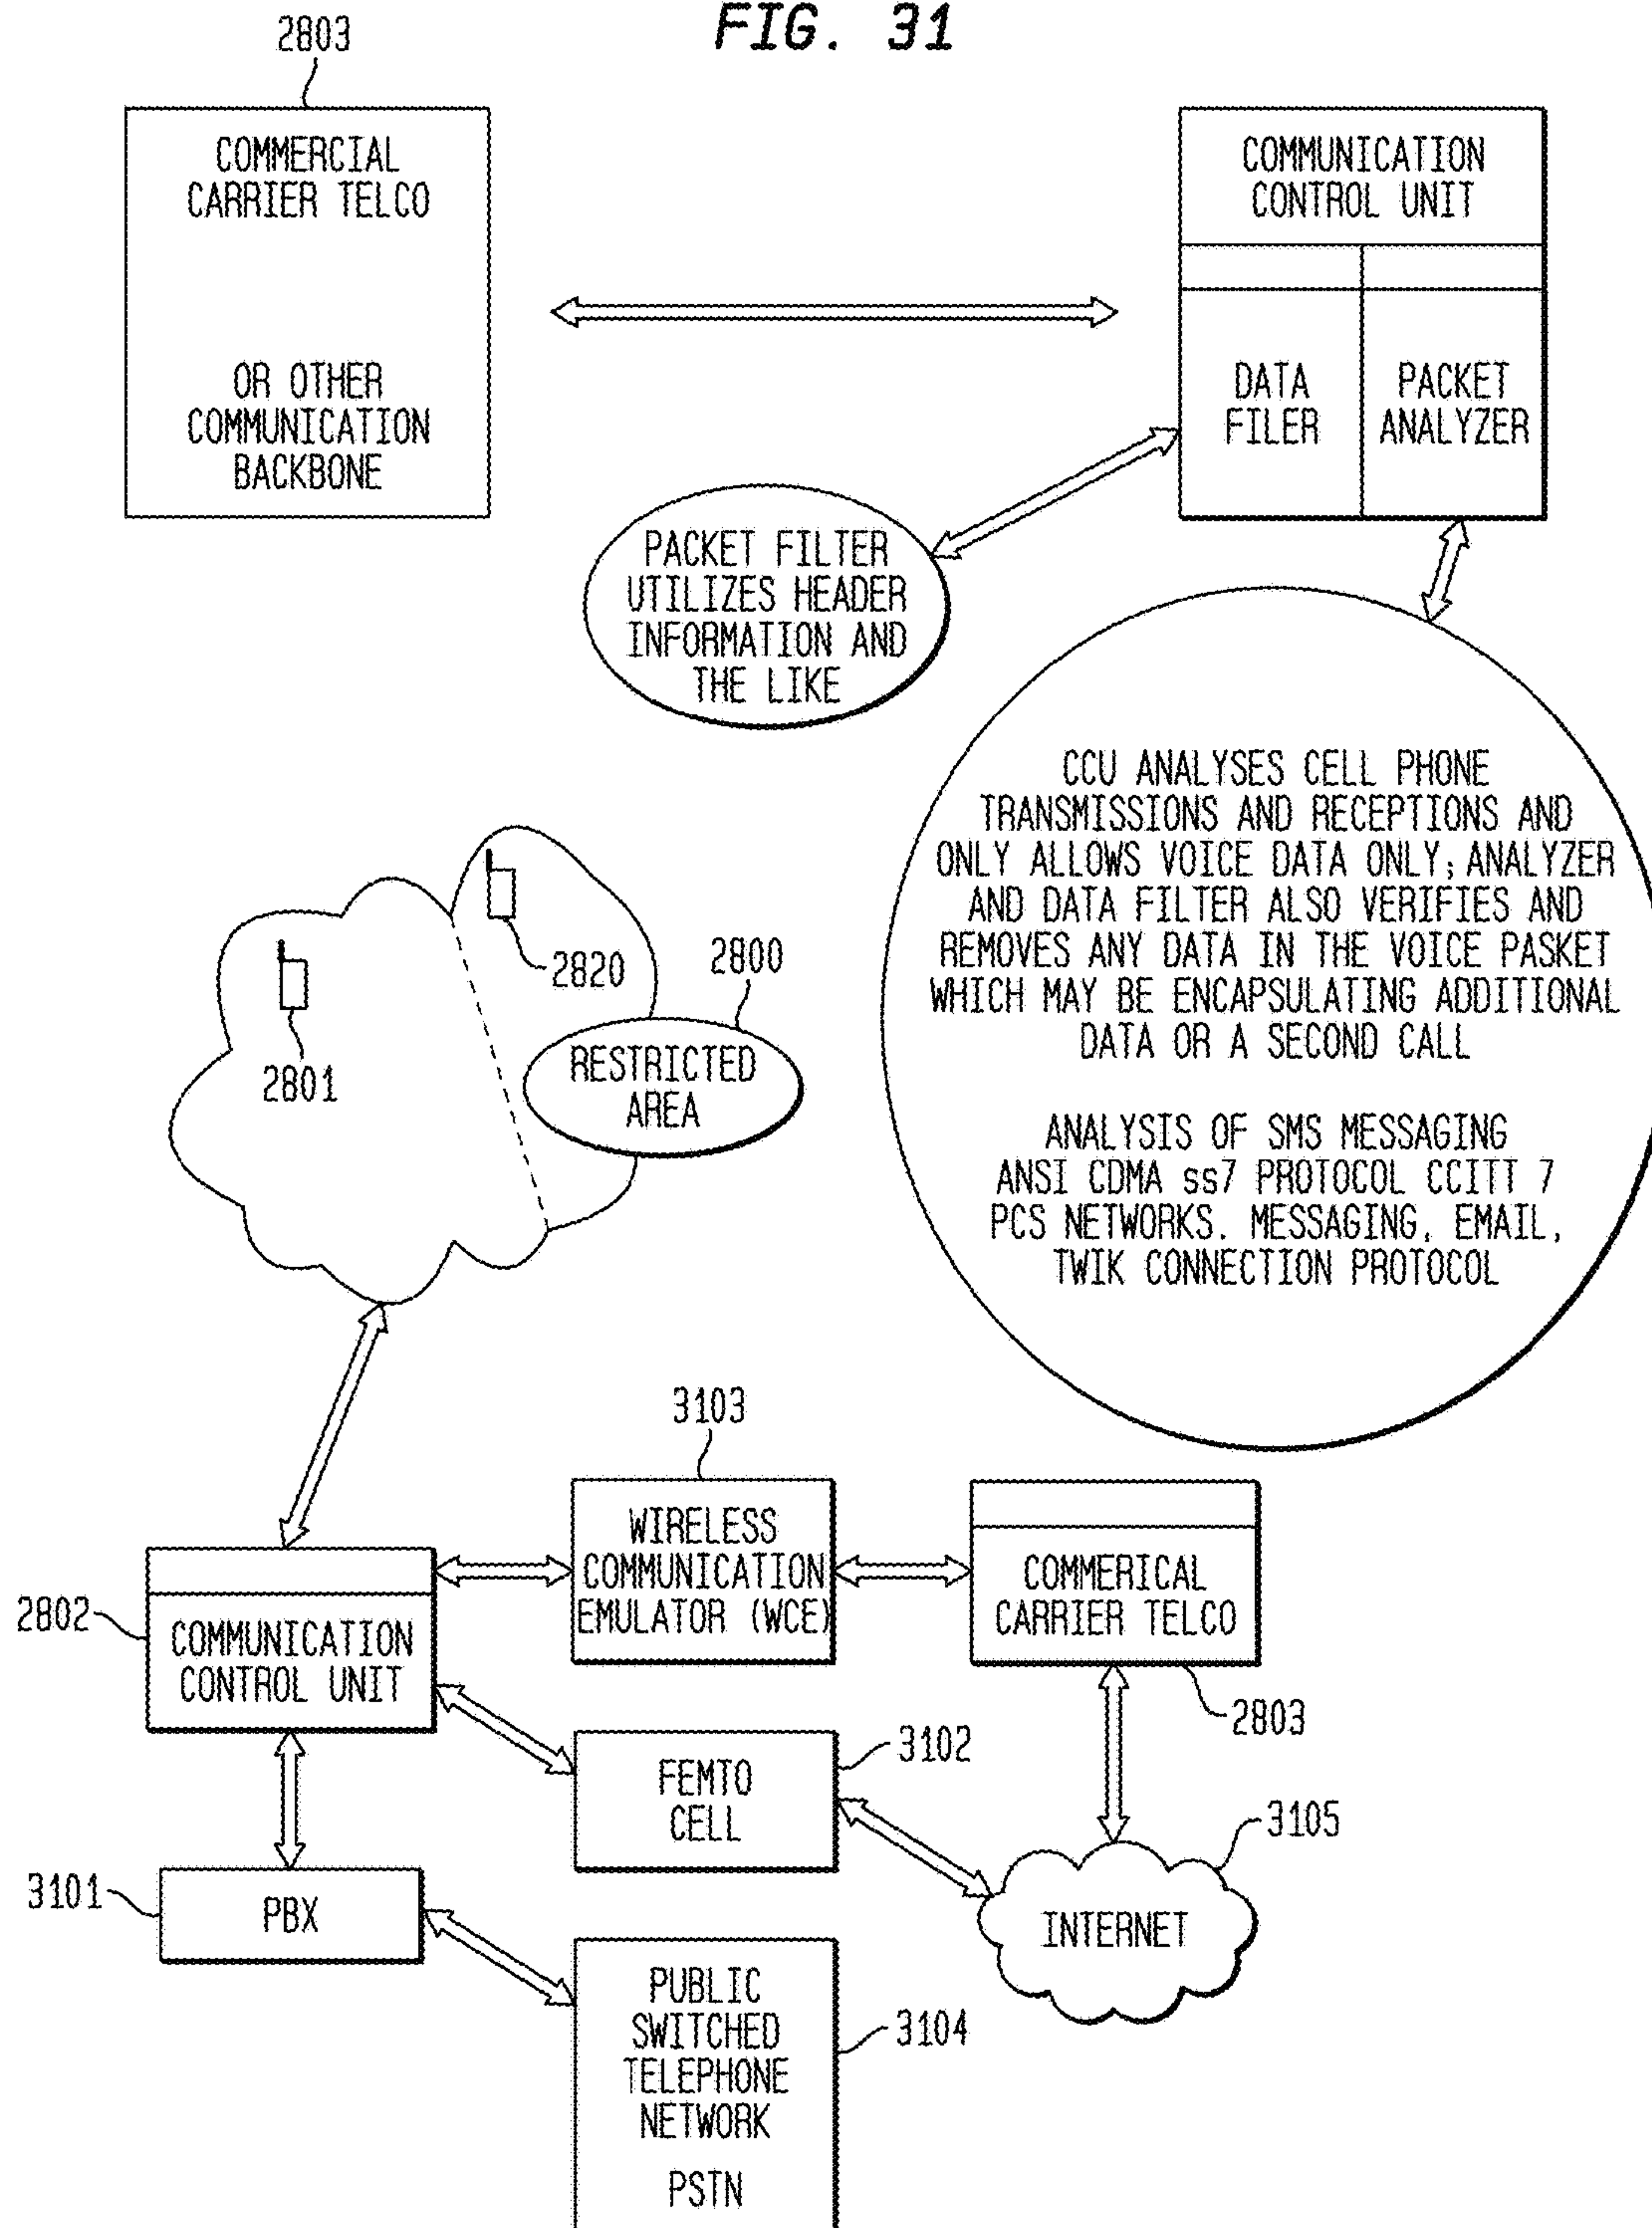 FIG. 31
2803
COMMERCIAL
CARRIER TELCO
OR OTHER
COMMUNICATION
BACKBONE
COMMUNICATION
CONTROL UNIT
DATA
FILER
PACKET
ANALYZER
PACKET FILTER
UTILIZES HEADER
INFORMATION AND
THE LIKE
CCU ANALYSES CELL PHONE
TRANSMISSIONS AND RECEPTIONS AND
ONLY ALLOWS VOICE DATA ONLY; ANALYZER
AND DATA FILTER ALSO VERIFIES AND
REMOVES ANY DATA IN THE VOICE PASKET
WHICH MAY BE ENCAPSULATING ADDITIONAL
DATA OR A SECOND CALL
ANALYSIS OF SMS MESSAGING
ANSI CDMA ss7 PROTOCOL CCITT 7
PCS NETWORKS. MESSAGING, EMAIL,
TWIK CONNECTION PROTOCOL
2820
2800
2801
RESTRICTED
AREA
3103
WIRELESS
COMMUNICATION
EMULATOR (WCE)
COMMERICAL
CARRIER TELCO
2802
COMMUNICATION
CONTROL UNIT
2803
3102
FEMTO
CELL
3105
3101
PBX
INTERNET
PUBLIC
SWITCHED
TELEPHONE
NETWORK
PSTN
3104